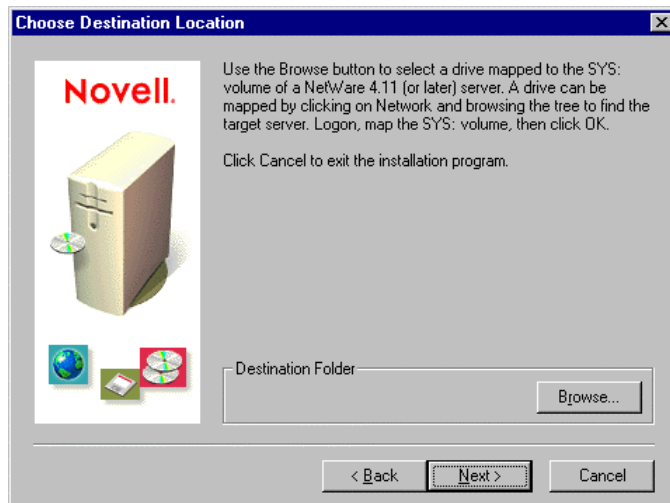 Choose Destination Location
Novell.
Use the Browse button to select a drive mapped to the SYS:
volume of a NetWare 4.11 (or later) server. A drive can be
mapped by clicking on Network and browsing the tree to find the
target server. Logon, map the SYS: volume, then click OK.
Click Cancel to exit the installation program.
Destination Folder
Browse...
< Back
Next >
Cancel